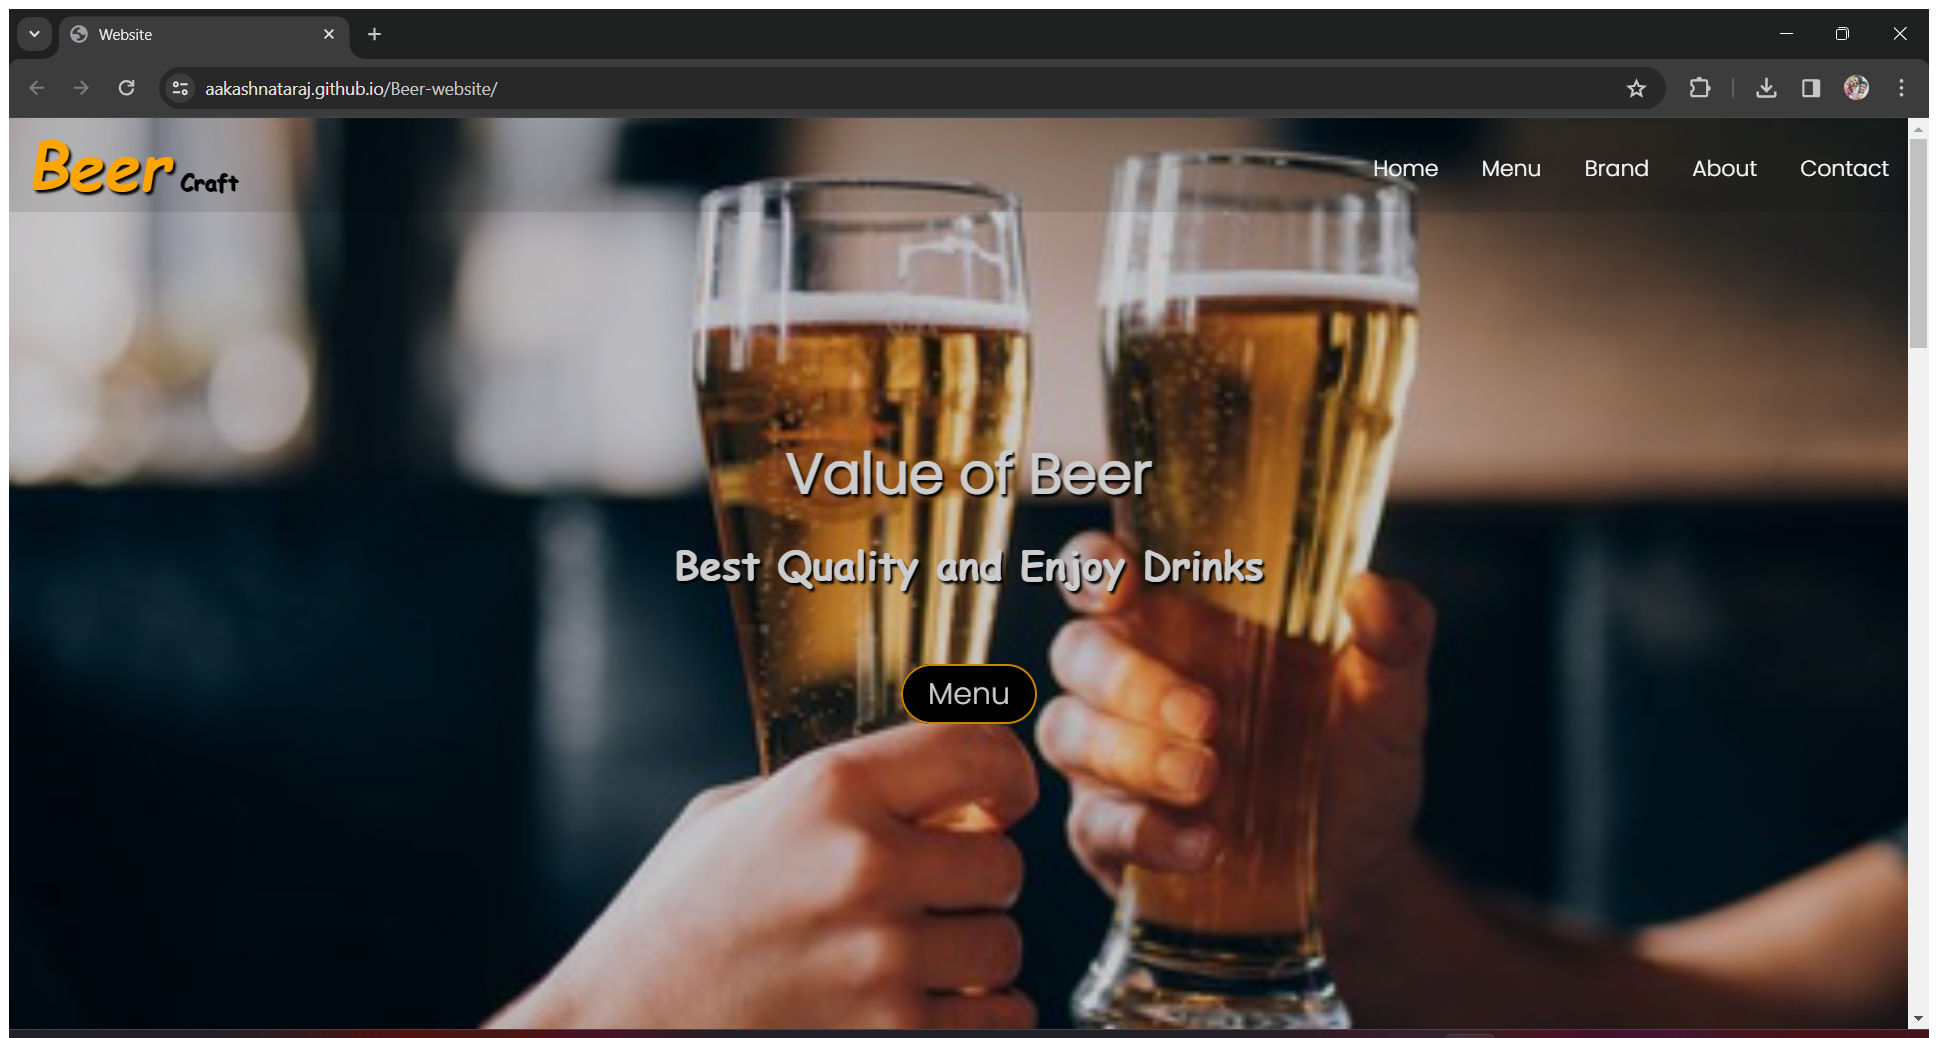 Website
aakashnataraj.github.io/Beer-website/
Beer Craft
Home Menu Brand About Contact
Value of Beer
Best Quality and Enjoy Drinks
Menu